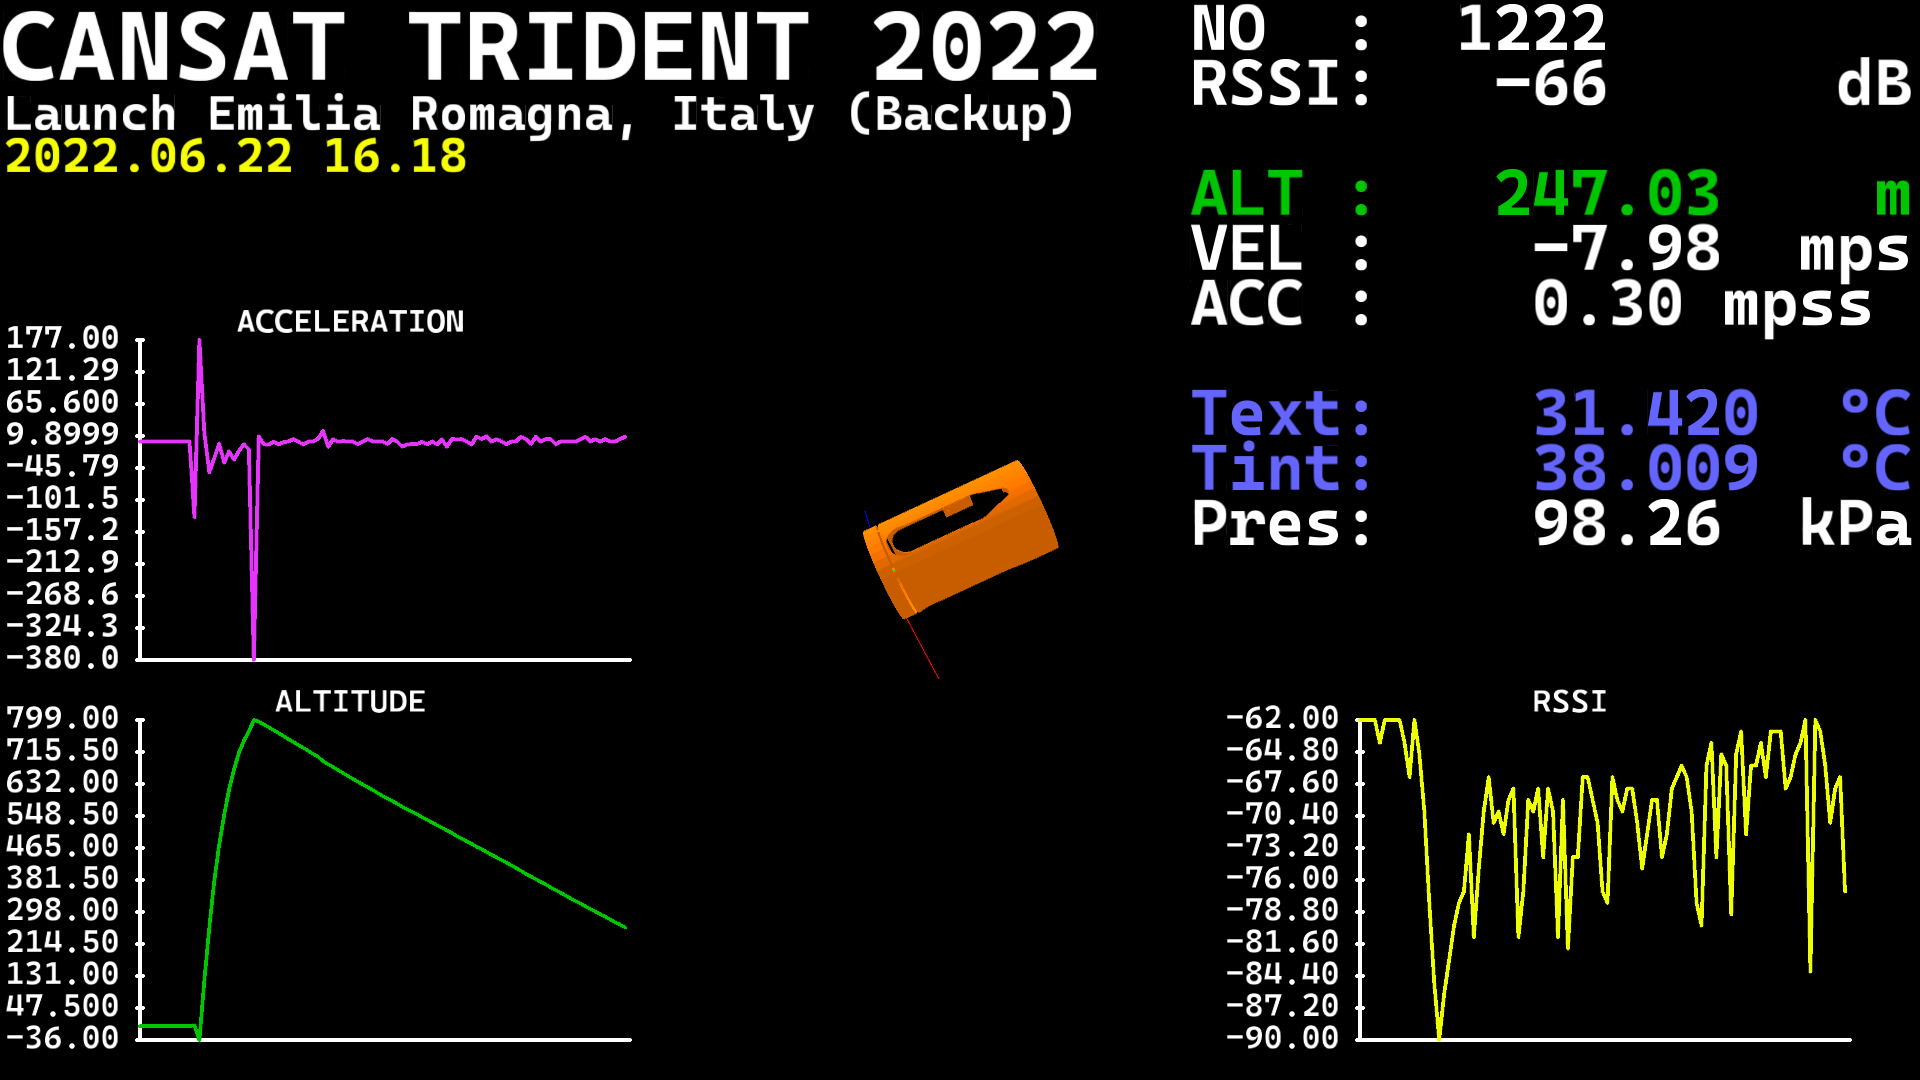 CANSAT TRIDENT 2022
Launch Emilia Romagna, Italy (Backup)
2022.06.22 16.18
NO : 1222
RSSI: -66 dB
ALT : 247.03 m
VEL : -7.98 mps
ACC : 0.30 mpss
Text: 31.420 °C
Tint: 38.009 °C
Pres: 98.26 kPa
ACCELERATION
177.00
121.29
65.600
9.8999
-45.79
-101.5
-157.2
-212.9
-268.6
-324.3
-380.0
ALTITUDE
799.00
715.50
632.00
548.50
465.00
381.50
298.00
214.50
131.00
47.500
-36.00
RSSI
-62.00
-64.80
-67.60
-70.40
-73.20
-76.00
-78.80
-81.60
-84.40
-87.20
-90.00